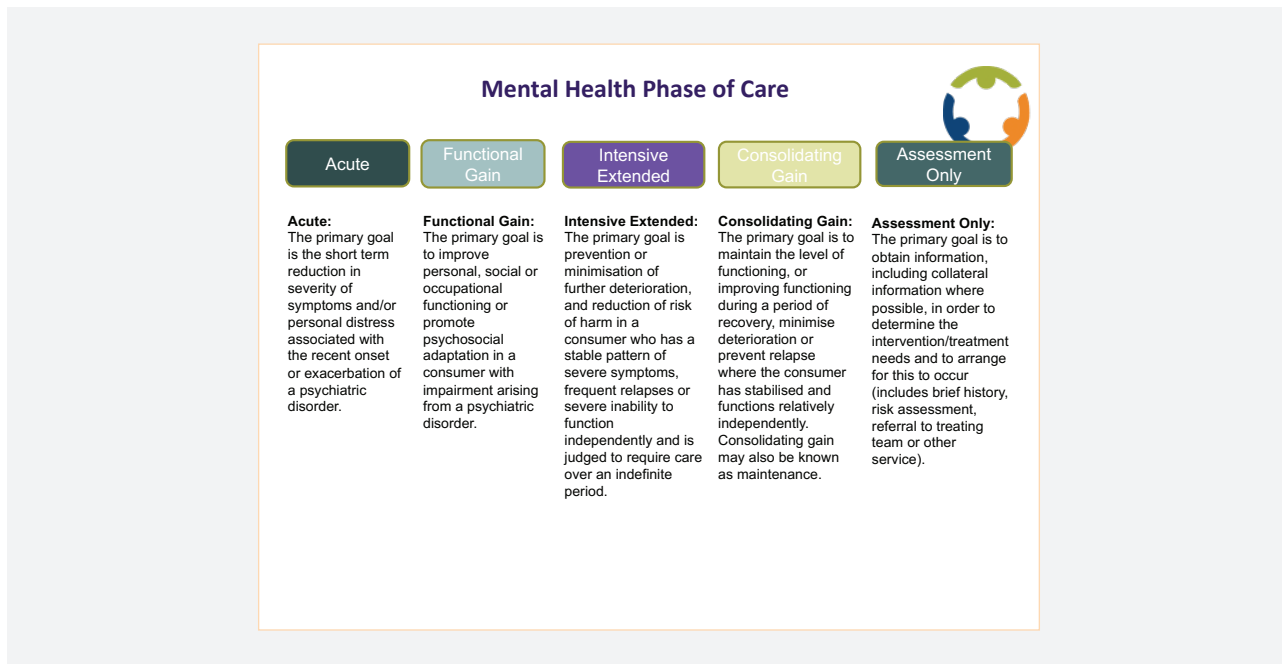 Mental Health Phase of Care
Acute
Functional
Gain
Intensive
Extended
Consolidating
Gain
Assessment
Only
Acute:
The primary goal
is the short term
reduction in
severity of
symptoms and/or
personal distress
associated with
the recent onset
or exacerbation of
a psychiatric
disorder.
Functional Gain:
The primary goal is
to improve
personal, social or
occupational
functioning or
promote
psychosocial
adaptation in a
consumer with
impairment arising
from a psychiatric
disorder.
Intensive Extended:
The primary goal is
prevention or
minimisation of
further deterioration,
and reduction of risk
of harm in a
consumer who has a
stable pattern of
severe symptoms,
frequent relapses or
severe inability to
function
independently and is
judged to require care
over an indefinite
period.
Consolidating Gain:
The primary goal is to
maintain the level of
functioning, or
improving functioning
during a period of
recovery, minimise
deterioration or
prevent relapse
where the consumer
has stabilised and
functions relatively
independently.
Consolidating gain
may also be known
as maintenance.
Assessment Only:
The primary goal is to
obtain information,
including collateral
information where
possible, in order to
determine the
intervention/treatment
needs and to arrange
for this to occur
(includes brief history,
risk assessment,
referral to treating
team or other
service).